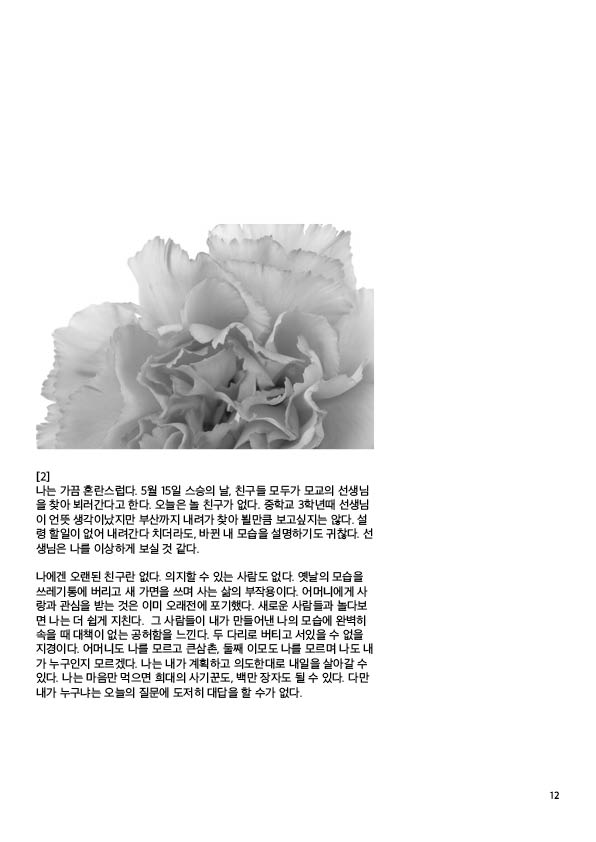 [2]
나는 가끔 혼란스럽다. 5월 15일 스승의 날, 친구들 모두가 모교의 선생님
을 찾아 뵈러간다고 한다. 오늘은 놀 친구가 없다. 중학교 3학년때 선생님
이 언뜻 생각이났지만 부산까지 내려가 찾아 뵐만큼 보고싶지는 않다. 설
령 할일이 없어 내려간다 치더라도, 바뀐 내 모습을 설명하기도 귀찮다. 선
생님은 나를 이상하게 보실 것 같다.
나에겐 오랜된 친구란 없다. 의지할 수 있는 사람도 없다. 옛날의 모습을
쓰레기통에 버리고 새 가면을 쓰며 사는 삶의 부작용이다. 어머니에게 사
랑과 관심을 받는 것은 이미 오래전에 포기했다. 새로운 사람들과 놀다보
면 나는 더 쉽게 지친다. 그 사람들이 내가 만들어낸 나의 모습에 완벽히
속을 때 대책이 없는 공허함을 느낀다. 두 다리로 버티고 서있을 수 없을
지경이다. 어머니도 나를 모르고 큰삼촌, 둘째 이모도 나를 모르며 나도 내
가 누구인지 모르겠다. 나는 내가 계획하고 의도한대로 내일을 살아갈 수
있다. 나는 마음만 먹으면 희대의 사기꾼도, 백만 장자도 될 수 있다. 다만
내가 누구냐는 오늘의 질문에 도저히 대답을 할 수가 없다.
12